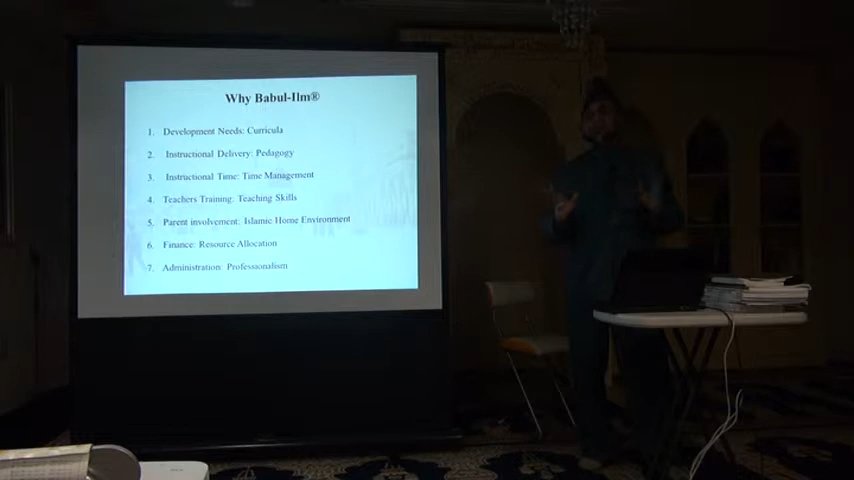 Why Babul-Ilm®
1. Development Needs: Curricula
2. Instructional Delivery: Pedagogy
3. Instructional Time: Time Management
4. Teachers Training: Teaching Skills
5. Parent involvement: Islamic Home Environment
6. Finance: Resource Allocation
7. Administration: Professionalism